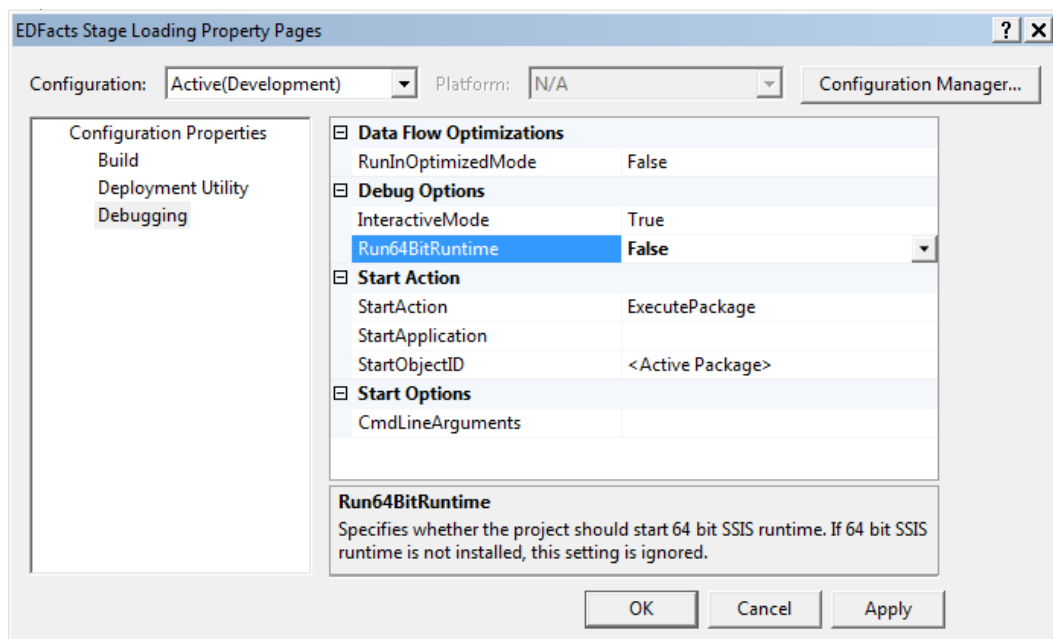 EDFacts Stage Loading Property Pages
Configuration: Active(Development) Platform: N/A Configuration Manager...
Configuration Properties
Build
Deployment Utility
Debugging
Data Flow Optimizations
RunInOptimizedMode False
Debug Options
InteractiveMode True
Run64BitRuntime False
Start Action
StartAction ExecutePackage
StartApplication
StartObjectID <Active Package>
Start Options
CmdLineArguments
Run64BitRuntime
Specifies whether the project should start 64 bit SSIS runtime. If 64 bit SSIS
runtime is not installed, this setting is ignored.
OK Cancel Apply